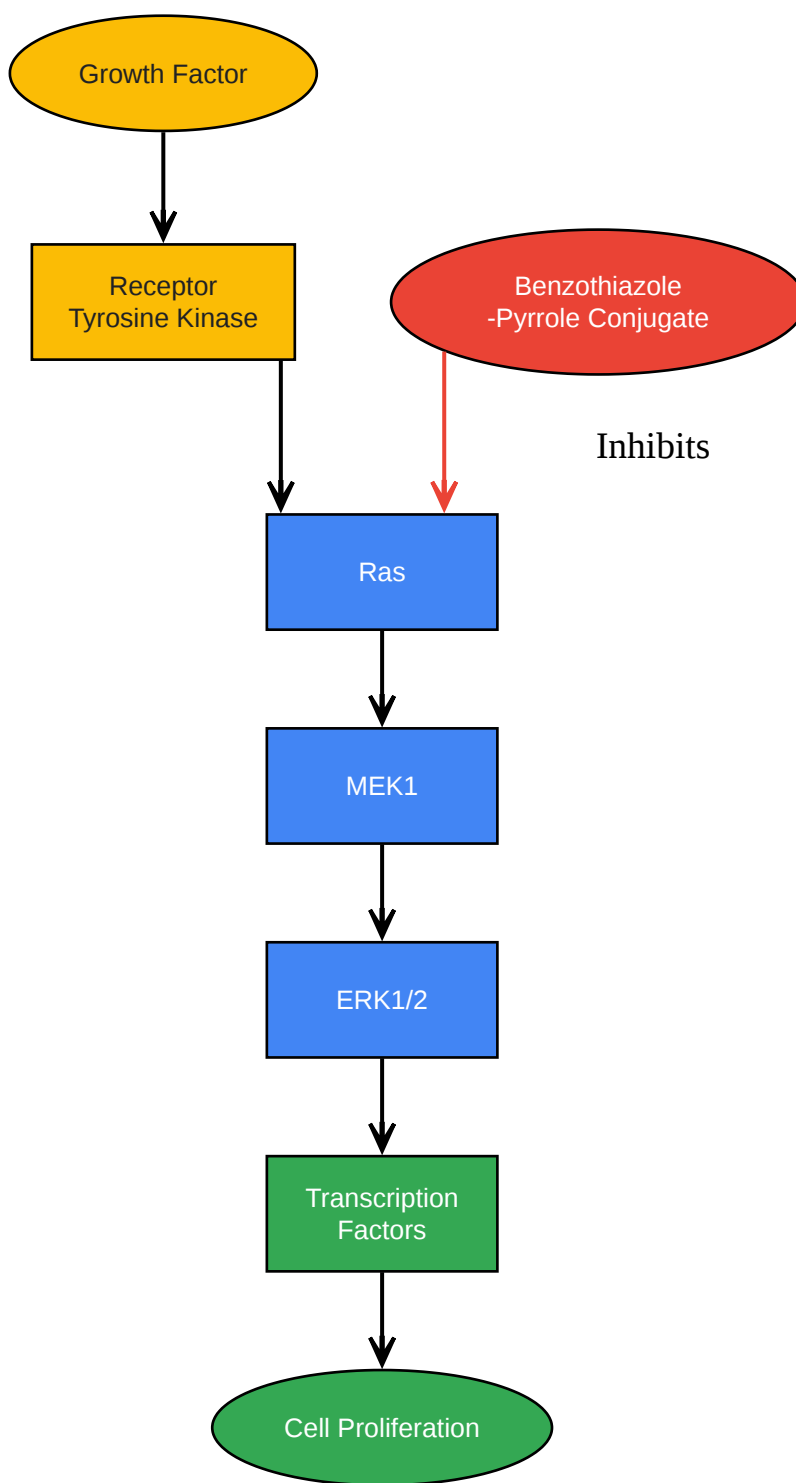 Growth Factor
Receptor
Tyrosine Kinase
Benzothiazole
-Pyrrole Conjugate
Inhibits
Ras
MEK1
ERK1/2
Transcription
Factors
Cell Proliferation